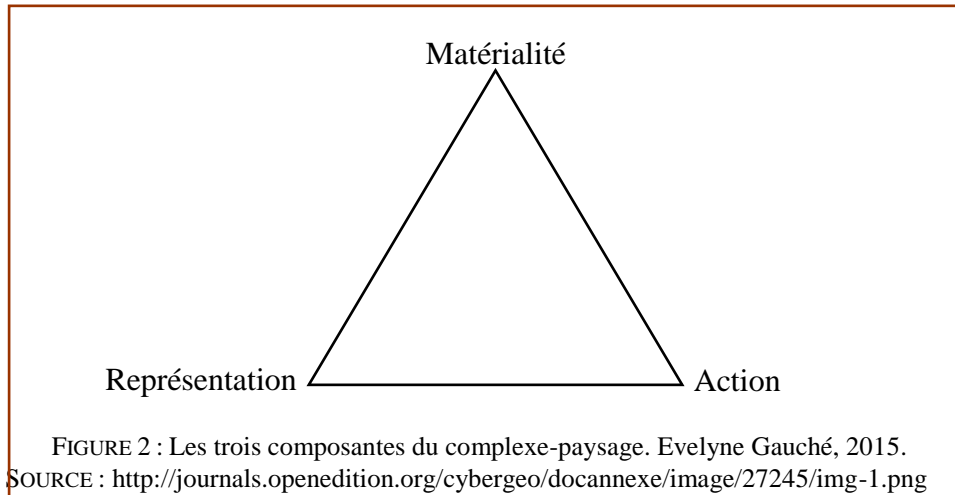 Matérialité
Représentation
Action
FIGURE 2 : Les trois composantes du complexe-paysage. Evelyne Gauché, 2015.
SOURCE : http://journals.openedition.org/cybergeo/docannexe/image/27245/img-1.png